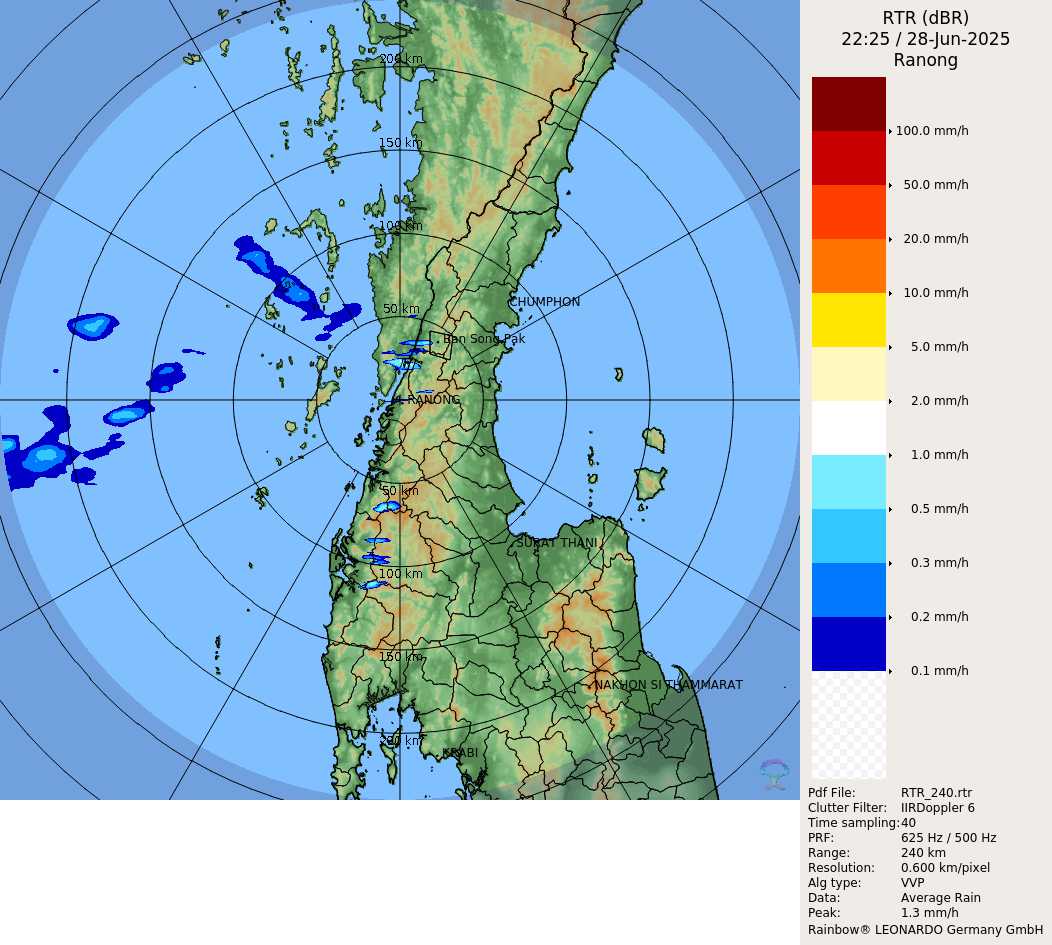 RTR (dBR)
22:25 / 28-Jun-2025
Ranong
100.0 mm/h
50.0 mm/h
20.0 mm/h
10.0 mm/h
5.0 mm/h
2.0 mm/h
1.0 mm/h
0.5 mm/h
0.3 mm/h
0.2 mm/h
0.1 mm/h
Pdf File: RTR_240.rtr
Clutter Filter: IIRDoppler 6
Time sampling: 40
PRF: 625 Hz / 500 Hz
Range: 240 km
Resolution: 0.600 km/pixel
Alg type: VVP
Data: Average Rain
Peak: 1.3 mm/h
Rainbow® LEONARDO Germany GmbH
200 km
150 km
100 km
50 km
CHUMPHON
Ban Song Pak
RANONG
50 km
SURAT THANI
100 km
150 km
NAKHON SI THAMMARAT
200 km
KRABI